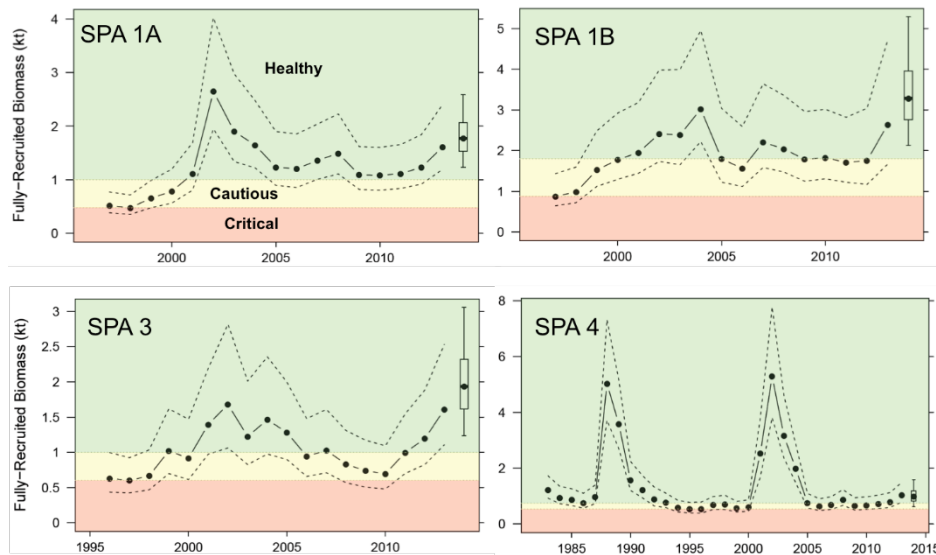 SPA 1A
Healthy
Cautious
Critical
Fully-Recruited Biomass (kt)
4
3
2
1
0
2000 2005 2010
SPA 1B
5
4
3
2
1
0
2000 2005 2010
SPA 3
Fully-Recruited Biomass (kt)
3
2.5
2
1.5
1
0.5
0
1995 2000 2005 2010
SPA 4
8
6
4
2
0
1985 1990 1995 2000 2005 2010 2015